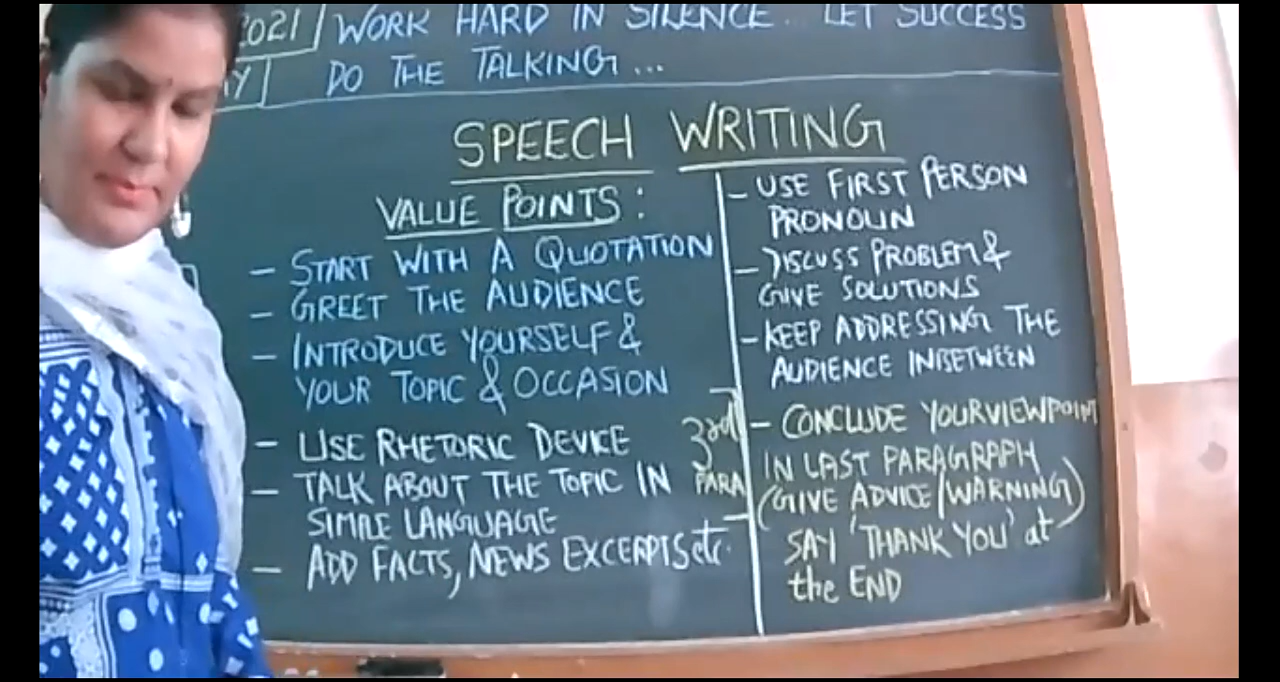 2021 WORK HARD IN SILENCE.. LET SUCCESS
DO THE TALKING...
SPEECH WRITING
VALUE POINTS:
- START WITH A QUOTATION
- GREET THE AUDIENCE
- INTRODUCE YOURSELF &
YOUR TOPIC & OCCASION
- USE RHETORIC DEVICE
- TALK ABOUT THE TOPIC IN
SIMPLE LANGUAGE
- ADD FACTS, NEWS EXCERPTS etc.
3rd
PARA
- USE FIRST PERSON
PRONOUN
- DISCUSS PROBLEM &
GIVE SOLUTIONS
- KEEP ADDRESSING THE
AUDIENCE INBETWEEN
- CONCLUDE YOUR VIEWPOINT
IN LAST PARAGRAPH
(GIVE ADVICE/WARNING)
SAY 'THANK YOU' at
the END